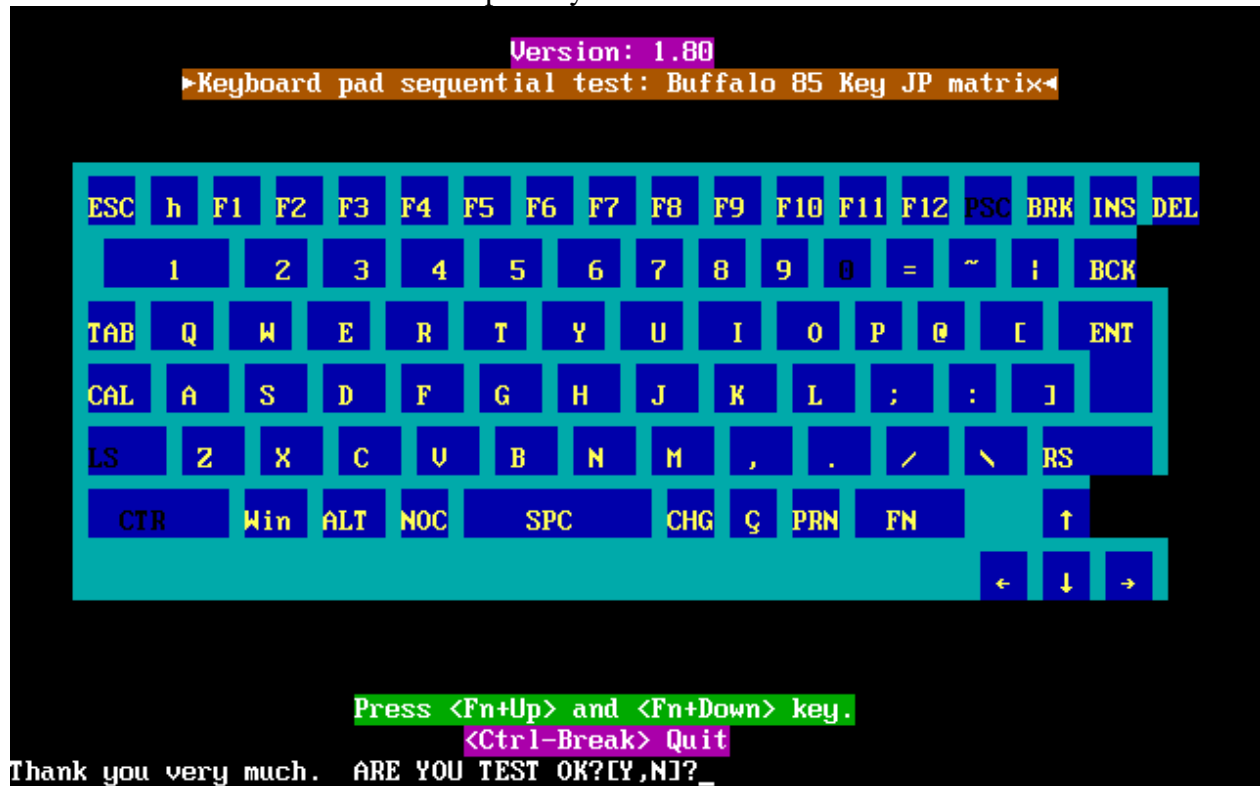 Version: 1.80
►Keyboard pad sequential test: Buffalo 85 Key JP matrix◄
ESC h F1 F2 F3 F4 F5 F6 F7 F8 F9 F10 F11 F12 PSC BRK INS DEL
1 2 3 4 5 6 7 8 9 0 = ~ ¦ BCK
TAB Q W E R T Y U I O P @ [ ENT
CAL A S D F G H J K L ; : ]
LS Z X C V B N M , . / \ RS
CTR Win ALT NOC SPC CHG Ç PRN FN ↑
← ↓ →
Press <Fn+Up> and <Fn+Down> key.
<Ctrl-Break> Quit
Thank you very much. ARE YOU TEST OK?[Y,N]?_